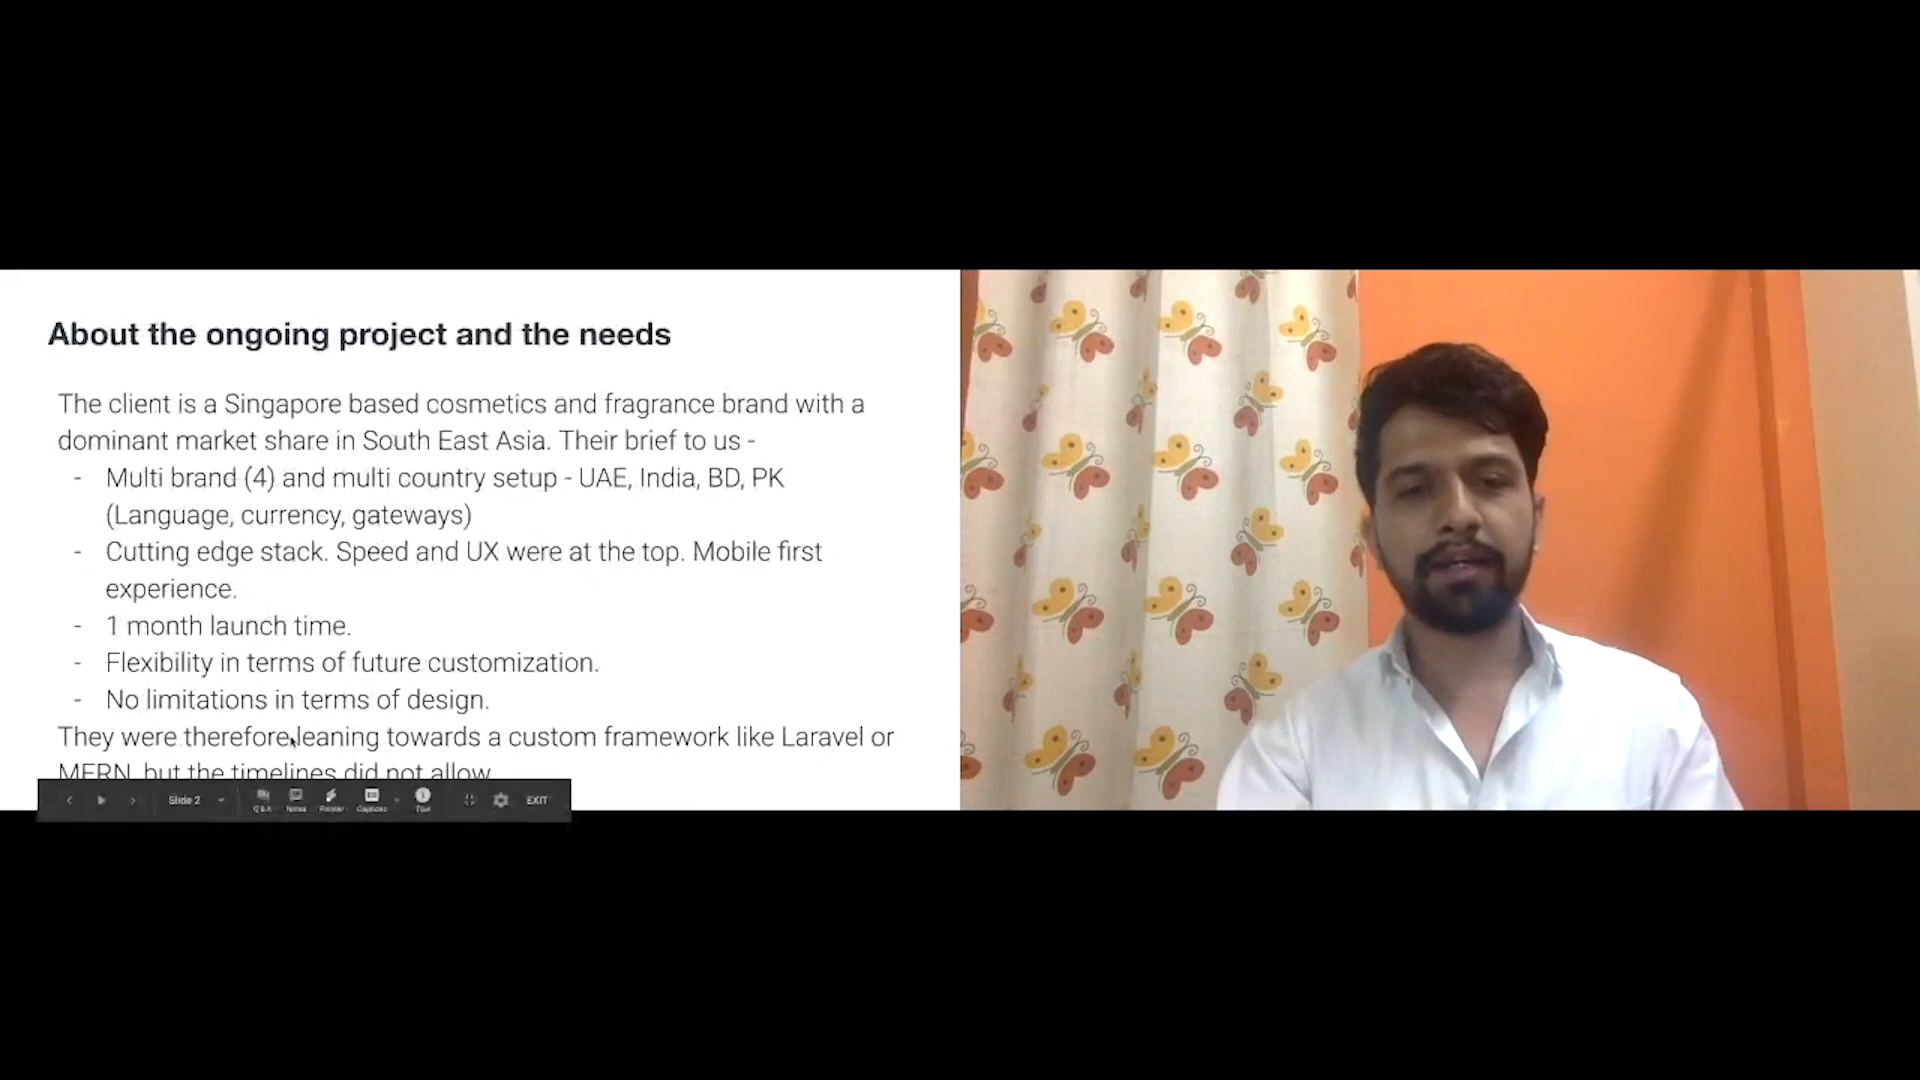 About the ongoing project and the needs
The client is a Singapore based cosmetics and fragrance brand with a
dominant market share in South East Asia. Their brief to us -
- Multi brand (4) and multi country setup - UAE, India, BD, PK
(Language, currency, gateways)
- Cutting edge stack. Speed and UX were at the top. Mobile first
experience.
- 1 month launch time.
- Flexibility in terms of future customization.
- No limitations in terms of design.
They were therefore leaning towards a custom framework like Laravel or
MERN, but the timelines did not allow
Slide 2
Q&A Notes Pointer Captions
EXIT